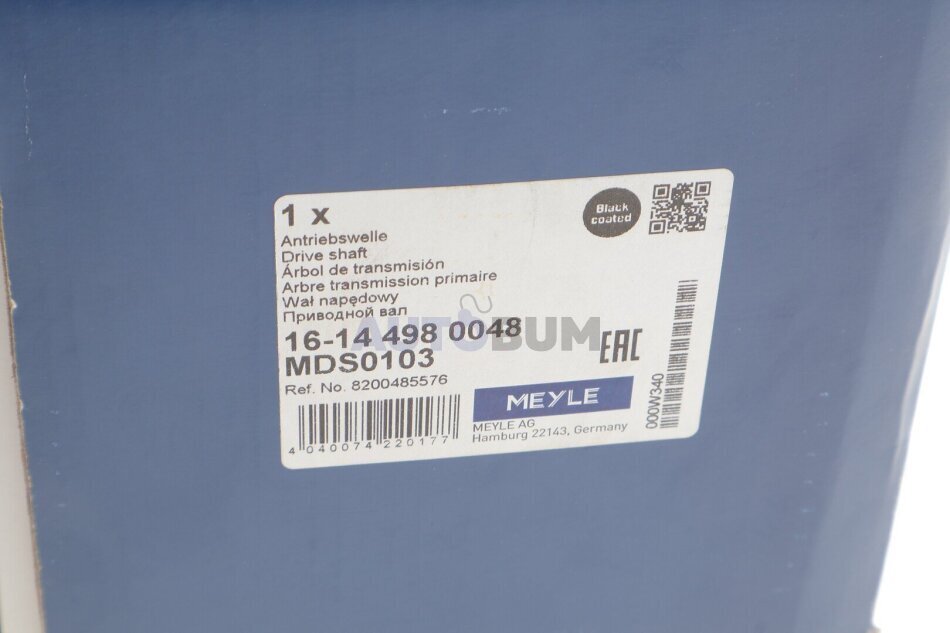 1 x
Black
coated
Antriebswelle
Drive shaft
Árbol de transmisión
Arbre transmission primaire
Wał napędowy
Приводной вал
AUTOBUM
16-14 498 0048
MDS0103
EAC
Ref. No. 8200485576
MEYLE
MEYLE AG
Hamburg 22143, Germany
4 040074 220177
000W340